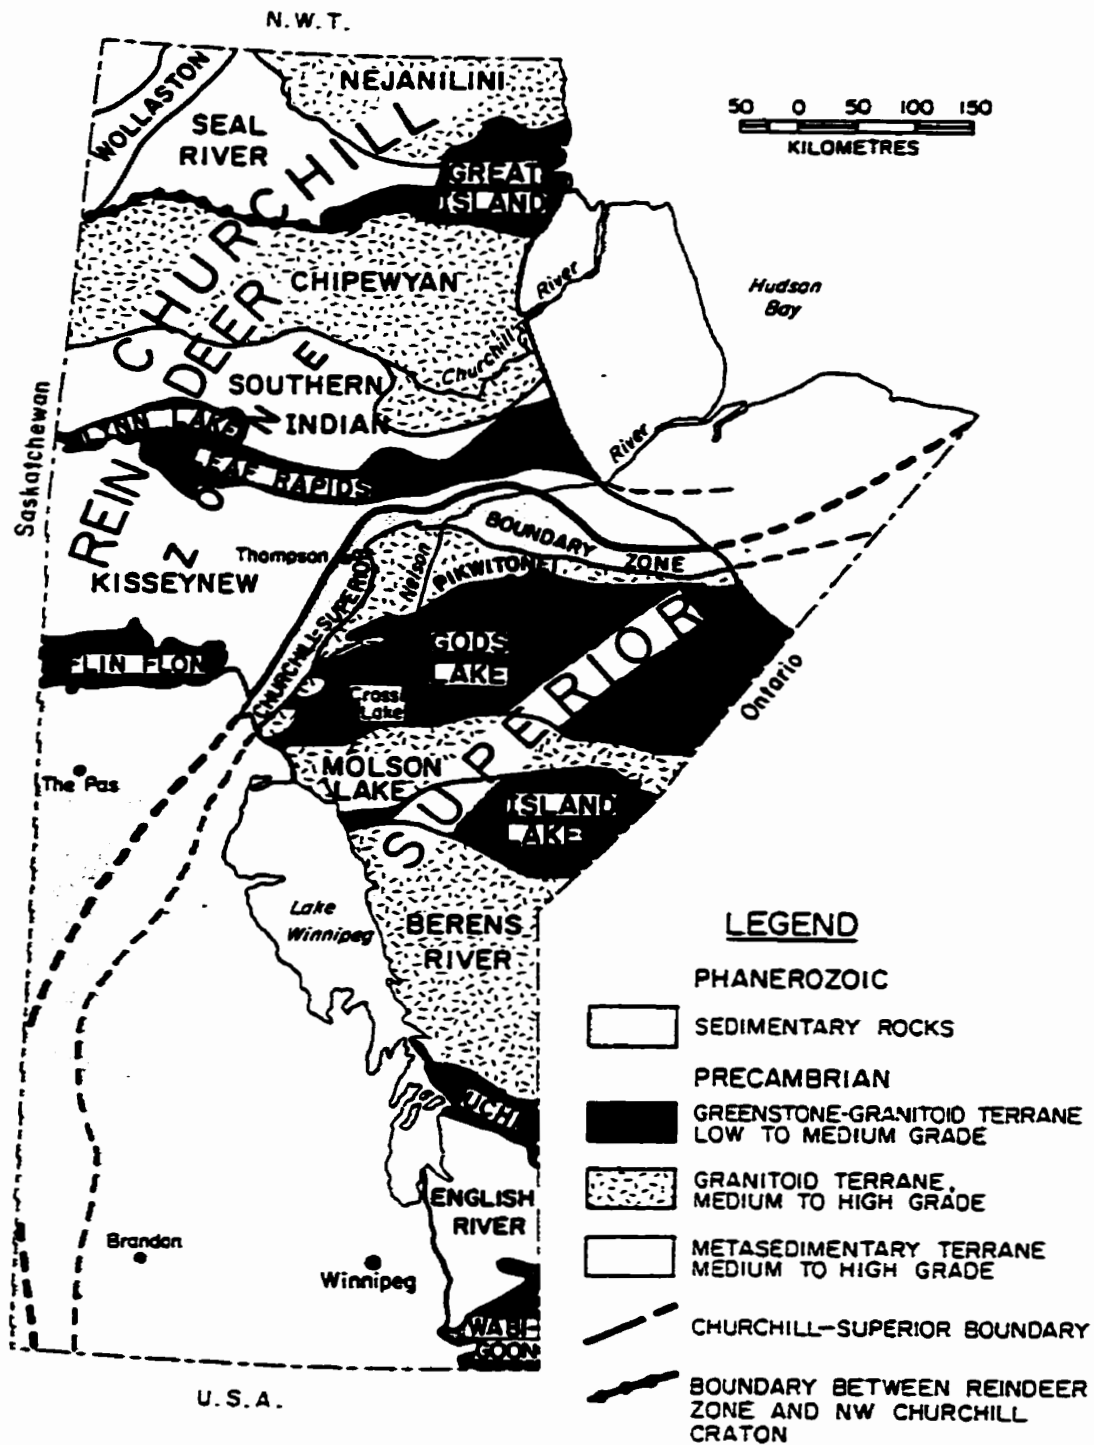 N.W.T.
WOLLASTON
NEJANILINI
SEAL
RIVER
CHURCHILL
GREAT
ISLAND
50 0 50 100 150
KILOMETRES
CHIPEWYAN
River
Churchill
Hudson
Bay
REINDEER
ZONE
SOUTHERN
INDIAN
LYNN LAKE
LEAF RAPIDS
River
Saskatchewan
BOUNDARY
ZONE
Thompson
Nelson
PIKWITONEI
KISSEYNEW
CHURCHILL-SUPERIOR
GODS
LAKE
SUPERIOR
FLIN FLON
Cross
Lake
Ontario
The Pas
MOLSON
LAKE
ISLAND
LAKE
Lake
Winnipeg
BERENS
RIVER
UCHI
ENGLISH
RIVER
Brandon
Winnipeg
WABI-
GOON
U.S.A.
LEGEND
PHANEROZOIC
SEDIMENTARY ROCKS
PRECAMBRIAN
GREENSTONE-GRANITOID TERRANE
LOW TO MEDIUM GRADE
GRANITOID TERRANE,
MEDIUM TO HIGH GRADE
METASEDIMENTARY TERRANE
MEDIUM TO HIGH GRADE
CHURCHILL-SUPERIOR BOUNDARY
BOUNDARY BETWEEN REINDEER
ZONE AND NW CHURCHILL
CRATON